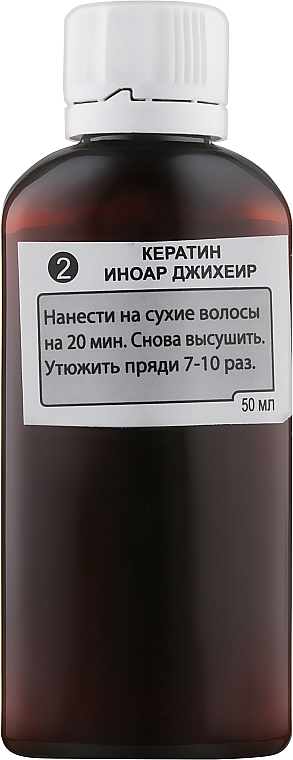 2
КЕРАТИН
ИНОАР ДЖИХЕИР
Нанести на сухие волосы
на 20 мин. Снова высушить.
Утюжить пряди 7-10 раз.
50 мл